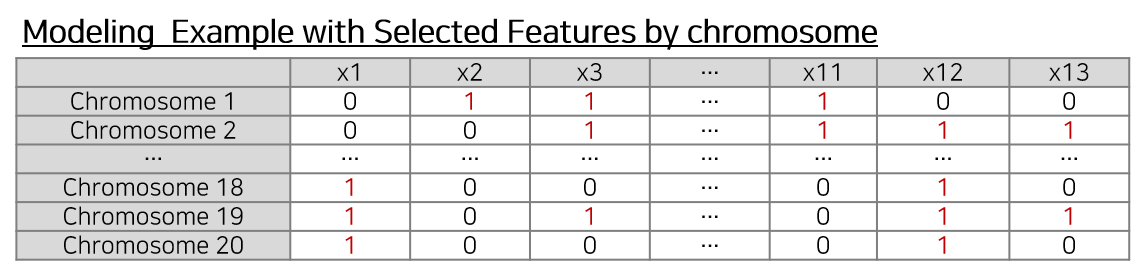 Modeling Example with Selected Features by chromosome
x1 x2 x3 ... x11 x12 x13
Chromosome 1 0 1 1 ... 1 0 0
Chromosome 2 0 0 1 ... 1 1 1
... ... ... ... ... ... ... ...
Chromosome 18 1 0 0 ... 0 1 0
Chromosome 19 1 0 1 ... 0 1 1
Chromosome 20 1 0 0 ... 0 1 0